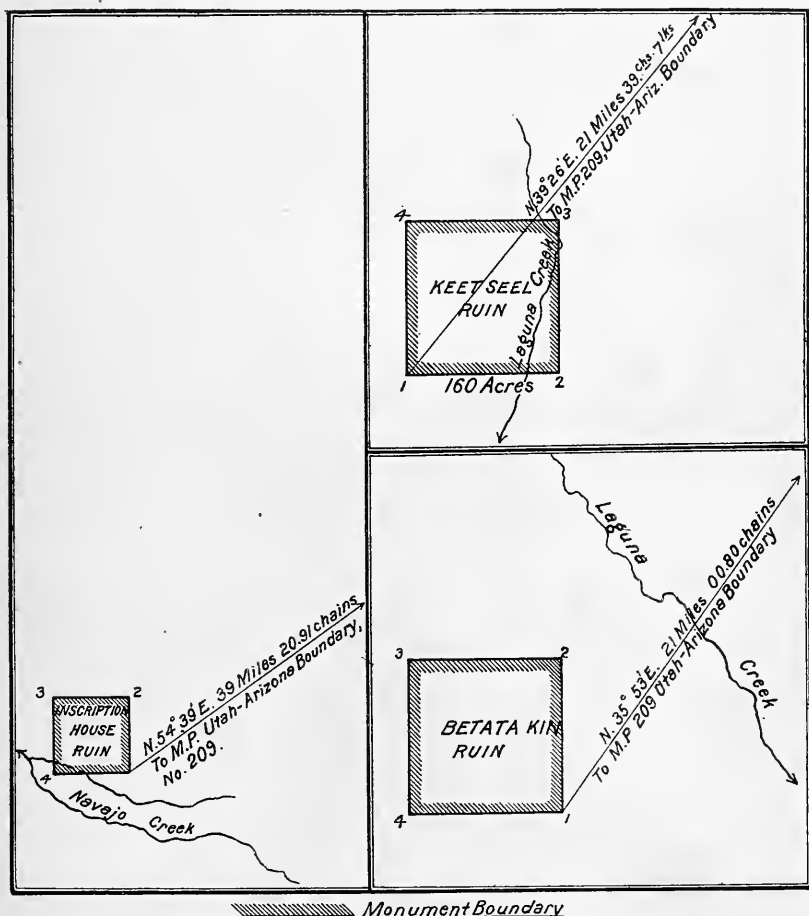 3 2
INSCRIPTION
HOUSE
RUIN
4
N.54°39'E. 39 Miles 20.91 chains
To M.P. Utah-Arizona Boundary,
No. 209.
Navajo Creek
N.39°26'E. 21 Miles 39.chs.7lks
To M.P.209, Utah-Ariz. Boundary
4 3
KEET SEEL
RUIN
Laguna Creek
1 160 Acres 2
Laguna
Creek
N. 35° 53'E. 21 Miles 00.80 chains
To M.P 209 Utah-Arizona Boundary
3 2
BETATA KIN
RUIN
4 1
Monument Boundary